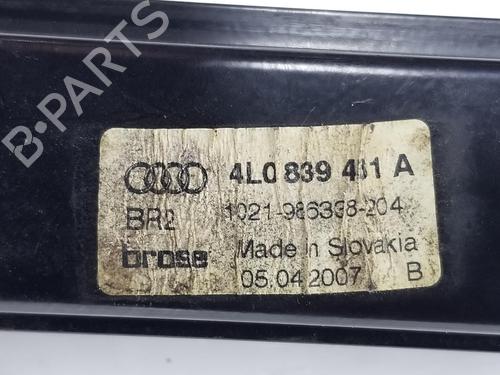 B-PARTS
4L0 839 461 A
BR2 1021-986338-204
brose Made in Slovakia
05.04.2007 B